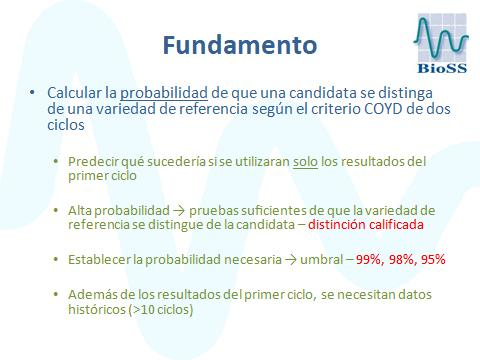 Fundamento
BioSS
• Calcular la probabilidad de que una candidata se distinga
de una variedad de referencia según el criterio COYD de dos
ciclos
• Predecir qué sucedería si se utilizaran solo los resultados del
primer ciclo
• Alta probabilidad → pruebas suficientes de que la variedad de
referencia se distingue de la candidata – distinción calificada
• Establecer la probabilidad necesaria → umbral – 99%, 98%, 95%
• Además de los resultados del primer ciclo, se necesitan datos
históricos (>10 ciclos)